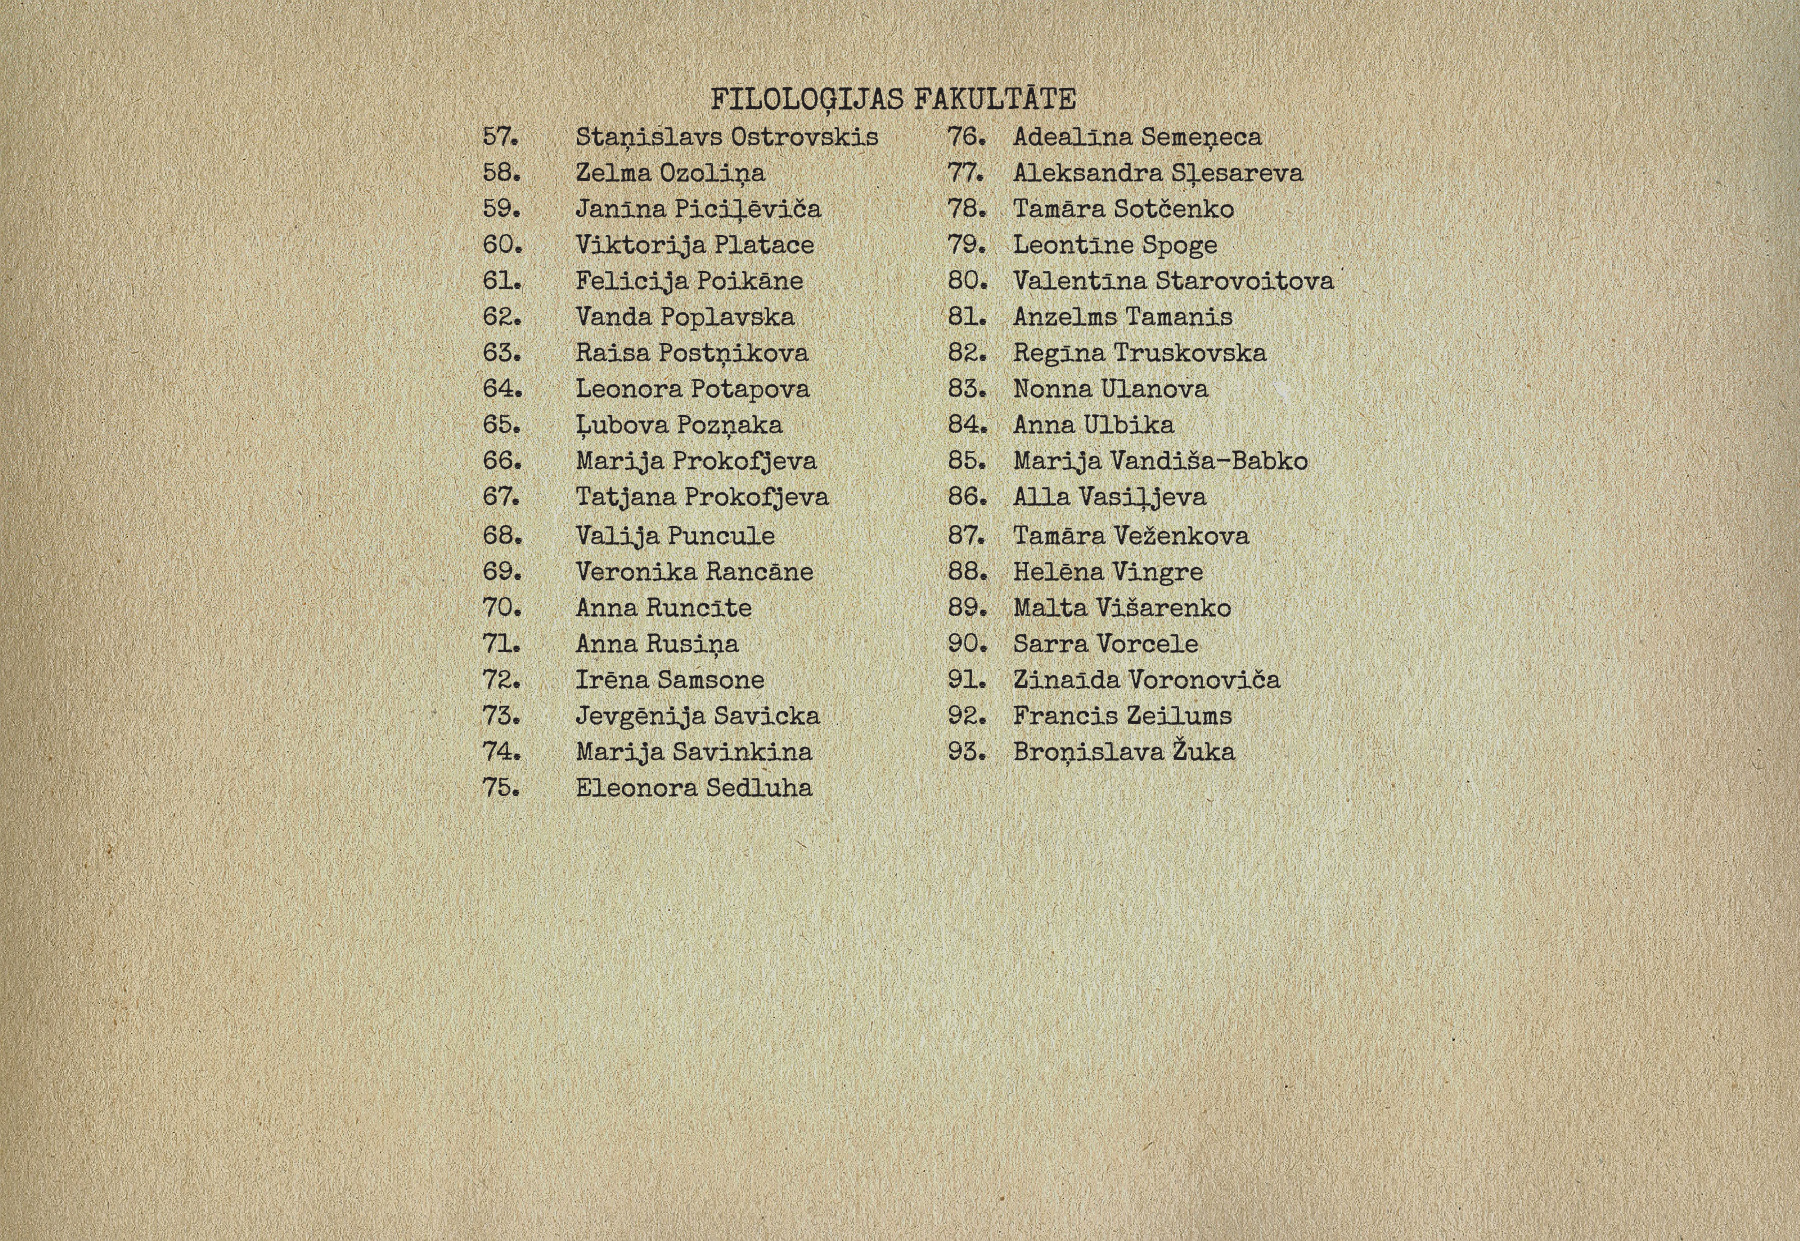 FILOLOĢIJAS FAKULTĀTE
57. Staņislavs Ostrovskis
58. Zelma Ozoliņa
59. Janīna Piciļēviča
60. Viktorija Platace
61. Felicija Poikāne
62. Vanda Poplavska
63. Raisa Postņikova
64. Leonora Potapova
65. Ļubova Pozņaka
66. Marija Prokofjeva
67. Tatjana Prokofjeva
68. Valija Puncule
69. Veronika Rancāne
70. Anna Runcīte
71. Anna Rusiņa
72. Irēna Samsone
73. Jevgēnija Savicka
74. Marija Savinkina
75. Eleonora Sedluha
76. Adealīna Semeņeca
77. Aleksandra Sļesareva
78. Tamāra Sotčenko
79. Leontīne Spoge
80. Valentīna Starovoitova
81. Anzelms Tamanis
82. Regīna Truskovska
83. Nonna Ulanova
84. Anna Ulbika
85. Marija Vandiša-Babko
86. Alla Vasiļjeva
87. Tamāra Veženkova
88. Helēna Vingre
89. Malta Višarenko
90. Sarra Vorcele
91. Zinaīda Voronoviča
92. Francis Zeilums
93. Broņislava Žuka